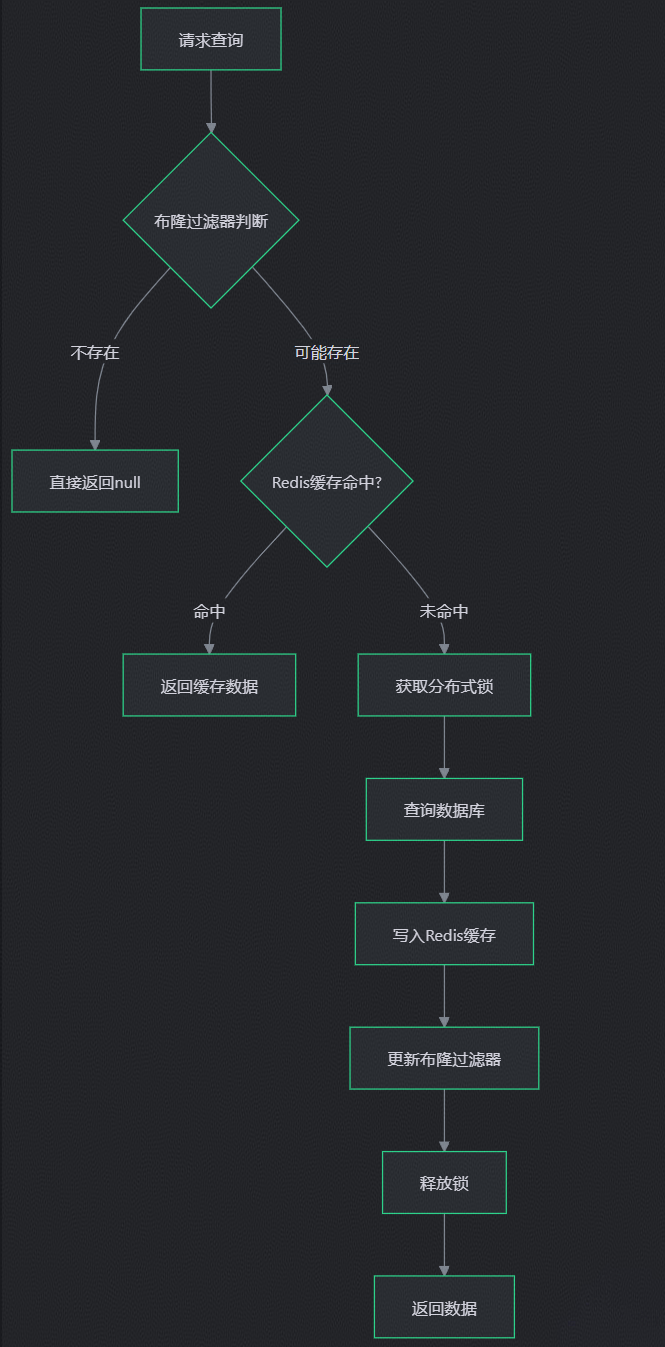 请求查询
布隆过滤器判断
不存在
可能存在
直接返回null
Redis缓存命中?
命中
未命中
返回缓存数据
获取分布式锁
查询数据库
写入Redis缓存
更新布隆过滤器
释放锁
返回数据